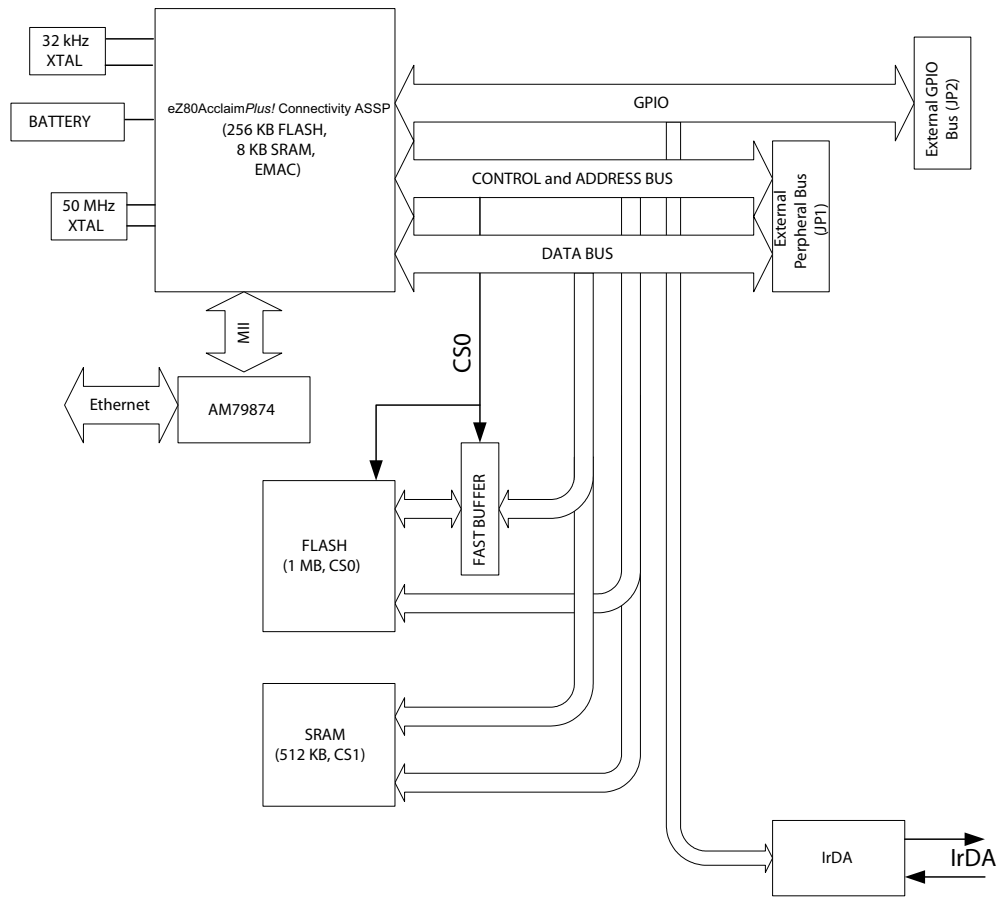 32 kHz
XTAL
BATTERY
50 MHz
XTAL
eZ80AcclaimPlus! Connectivity ASSP
(256 KB FLASH,
8 KB SRAM,
EMAC)
GPIO
External GPIO
Bus (JP2)
CONTROL and ADDRESS BUS
DATA BUS
External
Perpheral Bus
(JP1)
MII
Ethernet
AM79874
CS0
FAST BUFFER
FLASH
(1 MB, CS0)
SRAM
(512 KB, CS1)
IrDA
IrDA